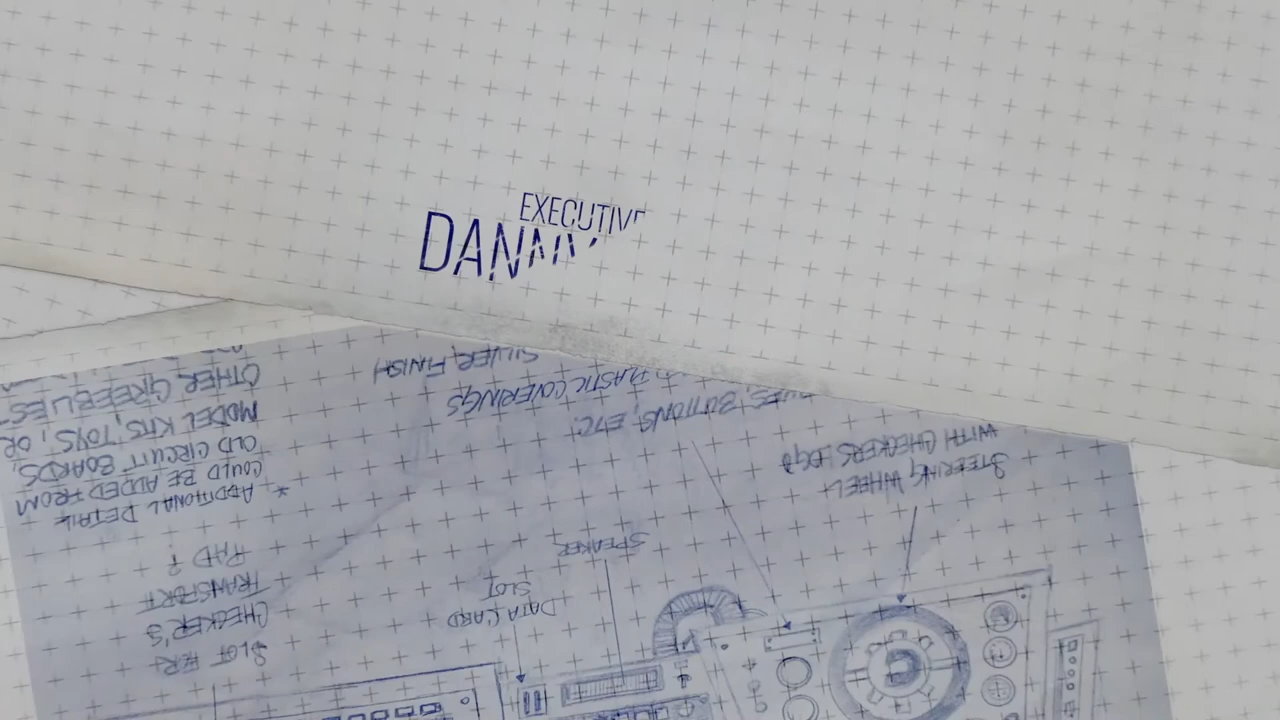 EXECUTIVE
DANNY
SILVER FINISH
PLASTIC COVERINGS
BUTTONS, ETC.
STEERING WHEEL
WITH CHECKERS LOGO
* ADDITIONAL DETAIL
COULD BE ADDED FROM
OLD CIRCUIT BOARDS,
MODEL KITS, TOYS, OR
OTHER GREEBLIES
SPEAKER
DATA CARD
SLOT
SLOT FOR
CHECKER'S
TRANSPORT
PAD?